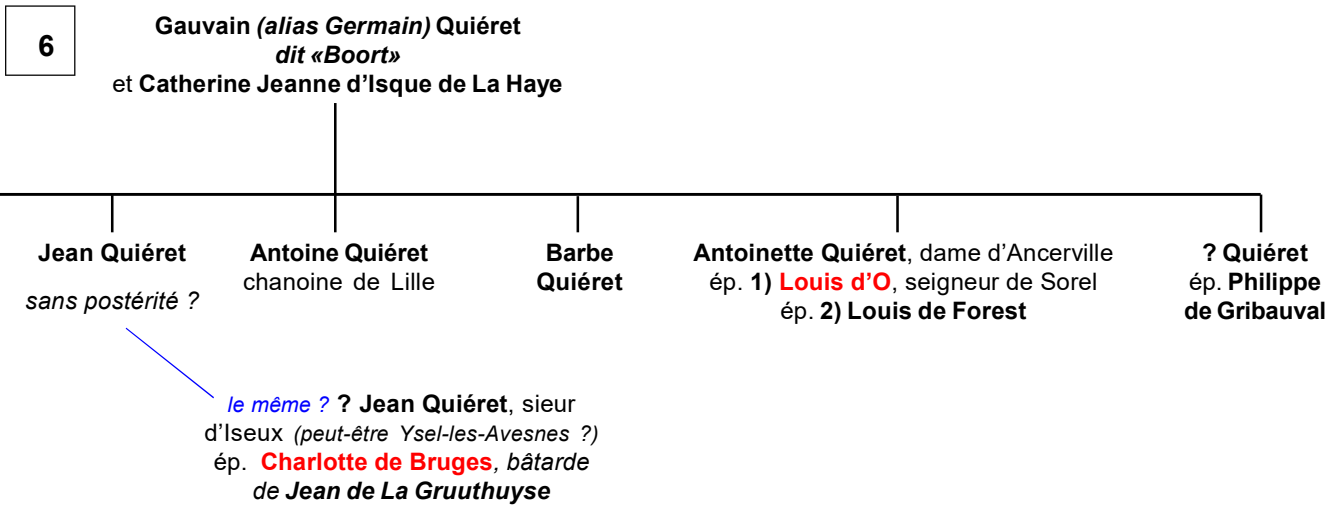 6
Gauvain (alias Germain) Quiéret
dit «Boort»
et Catherine Jeanne d’Isque de La Haye
Jean Quiéret
sans postérité ?
Antoine Quiéret
chanoine de Lille
Barbe
Quiéret
Antoinette Quiéret, dame d’Ancerville
ép. 1) Louis d’O, seigneur de Sorel
ép. 2) Louis de Forest
? Quiéret
ép. Philippe
de Gribauval
le même ? ? Jean Quiéret, sieur
d’Iseux (peut-être Ysel-les-Avesnes ?)
ép. Charlotte de Bruges, bâtarde
de Jean de La Gruuthuyse